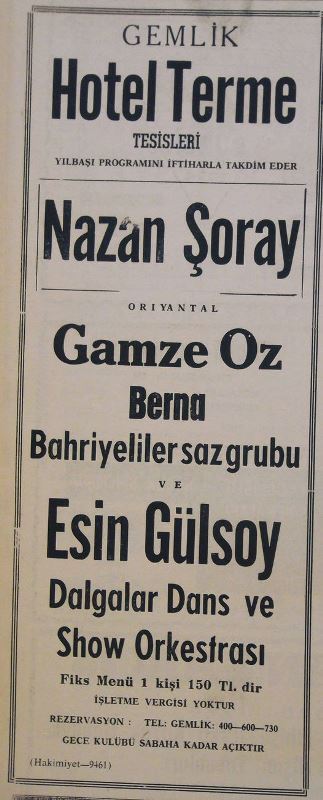 GEMLİK
Hotel Terme
TESİSLERİ
YILBAŞI PROGRAMINI İFTİHARLA TAKDİM EDER
Nazan Şoray
ORIYANTAL
Gamze Öz
Berna
Bahriyeliler saz grubu
VE
Esin Gülsoy
Dalgalar Dans ve
Show Orkestrası
Fiks Menü 1 kişi 150 Tl. dir
İŞLETME VERGİSİ YOKTUR
REZERVASYON : TEL: GEMLİK: 400—600—730
GECE KULÜBÜ SABAHA KADAR AÇIKTIR
(Hakimiyet—9461)